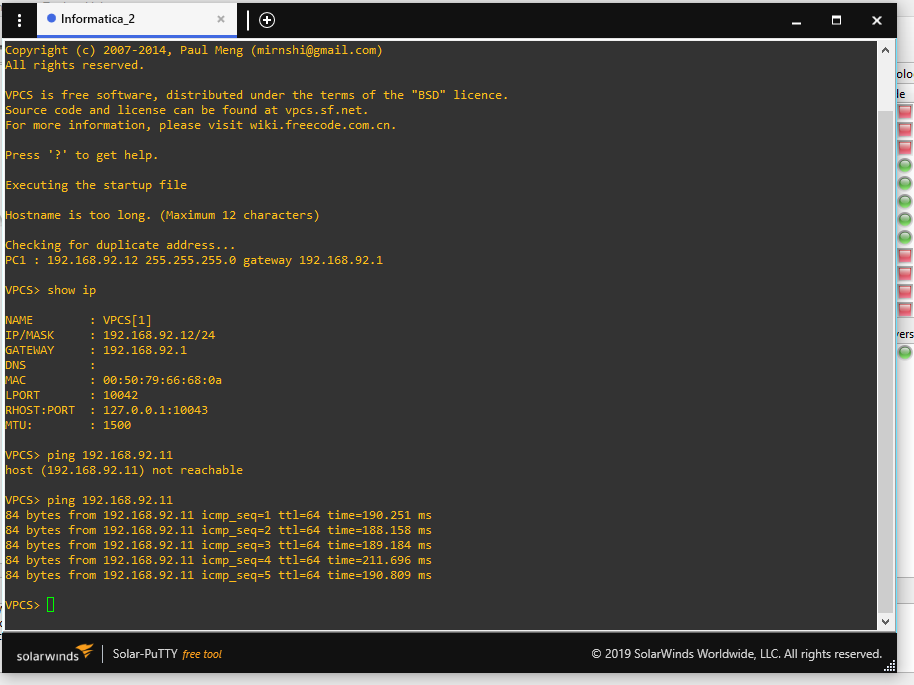 Informatica_2
Copyright (c) 2007-2014, Paul Meng (mirnshi@gmail.com)
All rights reserved.
VPCS is free software, distributed under the terms of the "BSD" licence.
Source code and license can be found at vpcs.sf.net.
For more information, please visit wiki.freecode.com.cn.
Press '?' to get help.
Executing the startup file
Hostname is too long. (Maximum 12 characters)
Checking for duplicate address...
PC1 : 192.168.92.12 255.255.255.0 gateway 192.168.92.1
VPCS> show ip
NAME        : VPCS[1]
IP/MASK     : 192.168.92.12/24
GATEWAY     : 192.168.92.1
DNS         :
MAC         : 00:50:79:66:68:0a
LPORT       : 10042
RHOST:PORT  : 127.0.0.1:10043
MTU:        : 1500
VPCS> ping 192.168.92.11
host (192.168.92.11) not reachable
VPCS> ping 192.168.92.11
84 bytes from 192.168.92.11 icmp_seq=1 ttl=64 time=190.251 ms
84 bytes from 192.168.92.11 icmp_seq=2 ttl=64 time=188.158 ms
84 bytes from 192.168.92.11 icmp_seq=3 ttl=64 time=189.184 ms
84 bytes from 192.168.92.11 icmp_seq=4 ttl=64 time=211.696 ms
84 bytes from 192.168.92.11 icmp_seq=5 ttl=64 time=190.809 ms
VPCS>
solarwinds Solar-PuTTY free tool © 2019 SolarWinds Worldwide, LLC. All rights reserved.